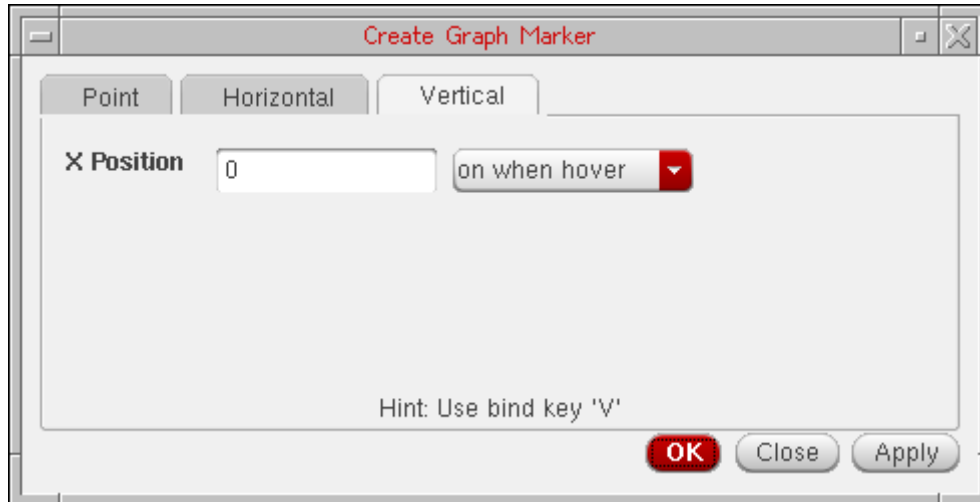 Create Graph Marker
Point Horizontal Vertical
X Position 0 on when hover
Hint: Use bind key 'V'
OK Close Apply